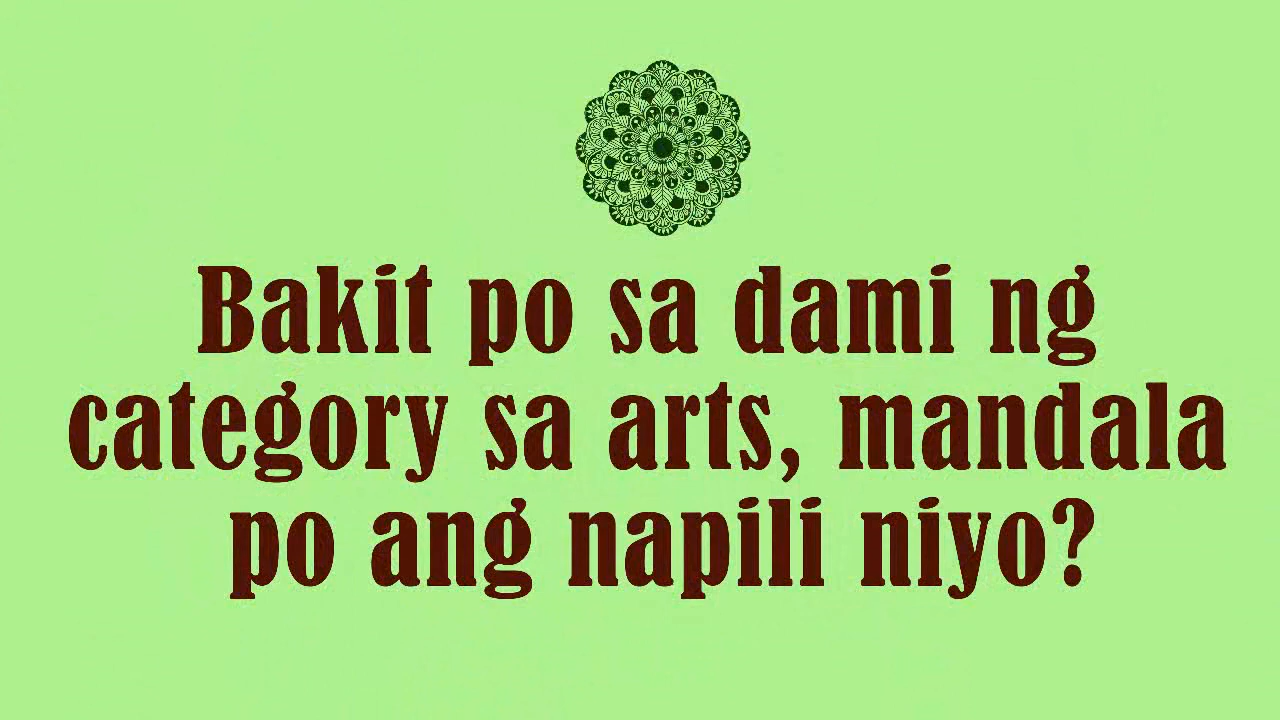 Bakit po sa dami ng
category sa arts, mandala
po ang napili niyo?